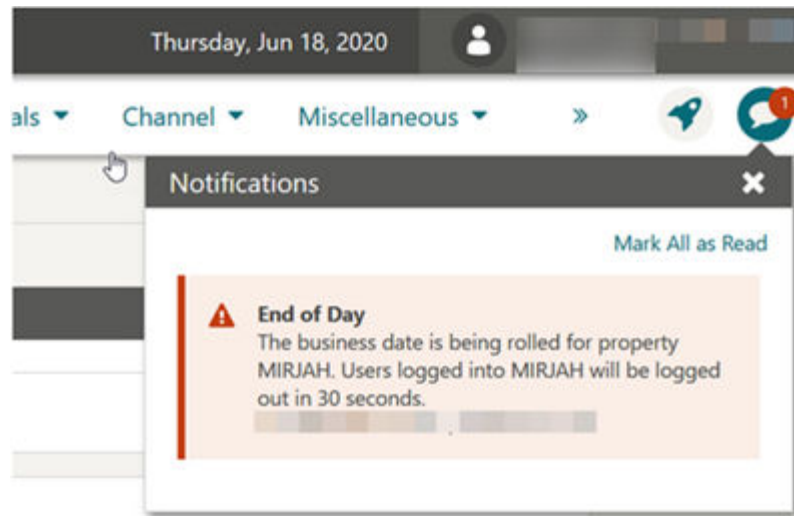 Thursday, Jun 18, 2020
als Channel Miscellaneous »
1
Notifications
Mark All as Read
End of Day
The business date is being rolled for property
MIRJAH. Users logged into MIRJAH will be logged
out in 30 seconds.